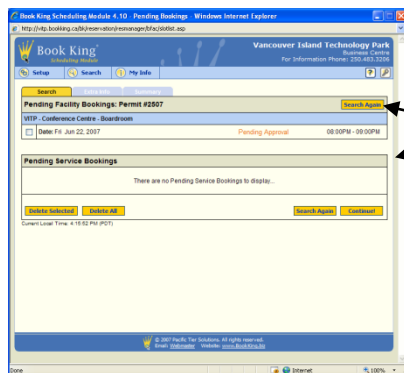 Book King Scheduling Module 4.10 - Pending Bookings - Windows Internet Explorer
http://vitp.bookking.ca/bk/reservation/resmanager/bfac/slotlist.asp
Book King
Scheduling Module
Vancouver Island Technology Park
Business Centre
For Information Phone: 250.483.3206
Setup Search My Info
Search Extra Info Summary
Pending Facility Bookings: Permit #2507 Search Again
VITP - Conference Centre - Boardroom
Date: Fri Jun 22, 2007 Pending Approval 08:00PM - 09:00PM
Pending Service Bookings
There are no Pending Service Bookings to display...
Delete Selected Delete All Search Again Continue!
Current Local Time: 4:16:52 PM (PDT)
© 2007 Pacific Tier Solutions. All rights reserved.
Email: Webmaster Website: www.BookKing.biz
Done Internet 100%